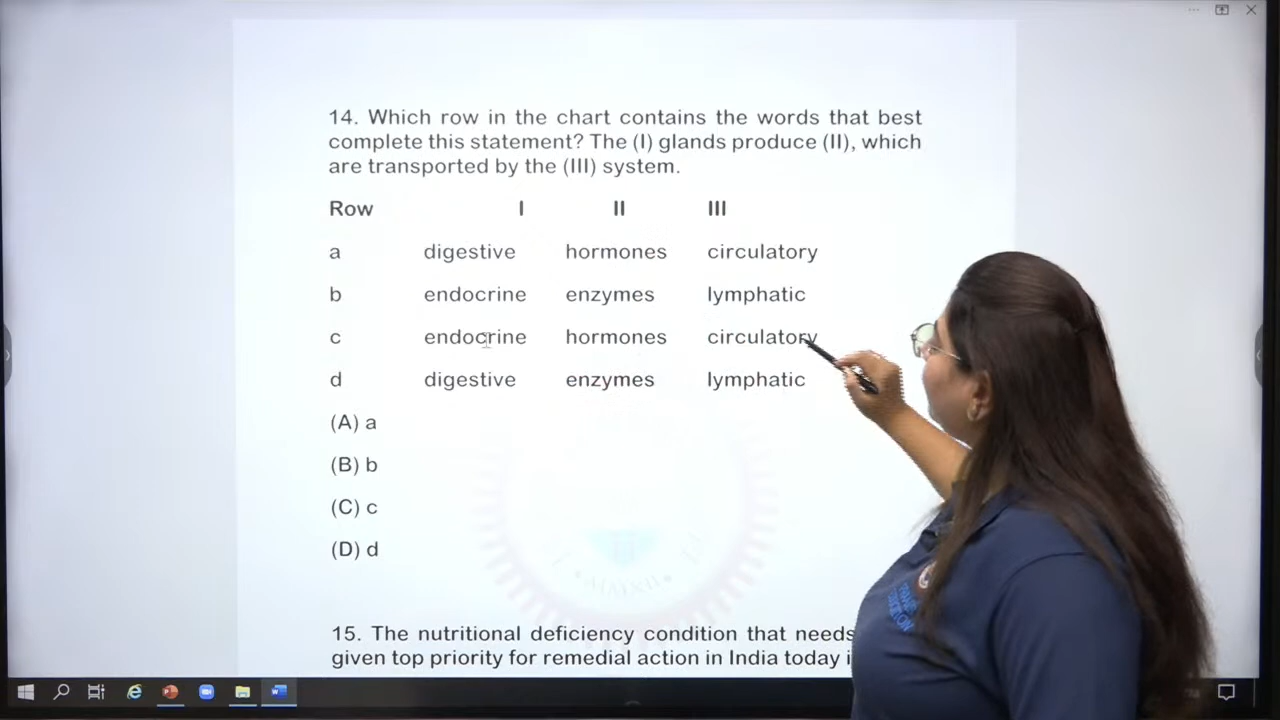 14. Which row in the chart contains the words that best
complete this statement? The (I) glands produce (II), which
are transported by the (III) system.
Row I II III
a digestive hormones circulatory
b endocrine enzymes lymphatic
c endocrine hormones circulatory
d digestive enzymes lymphatic
(A) a
(B) b
(C) c
(D) d
MMXII
15. The nutritional deficiency condition that needs
given top priority for remedial action in India today i